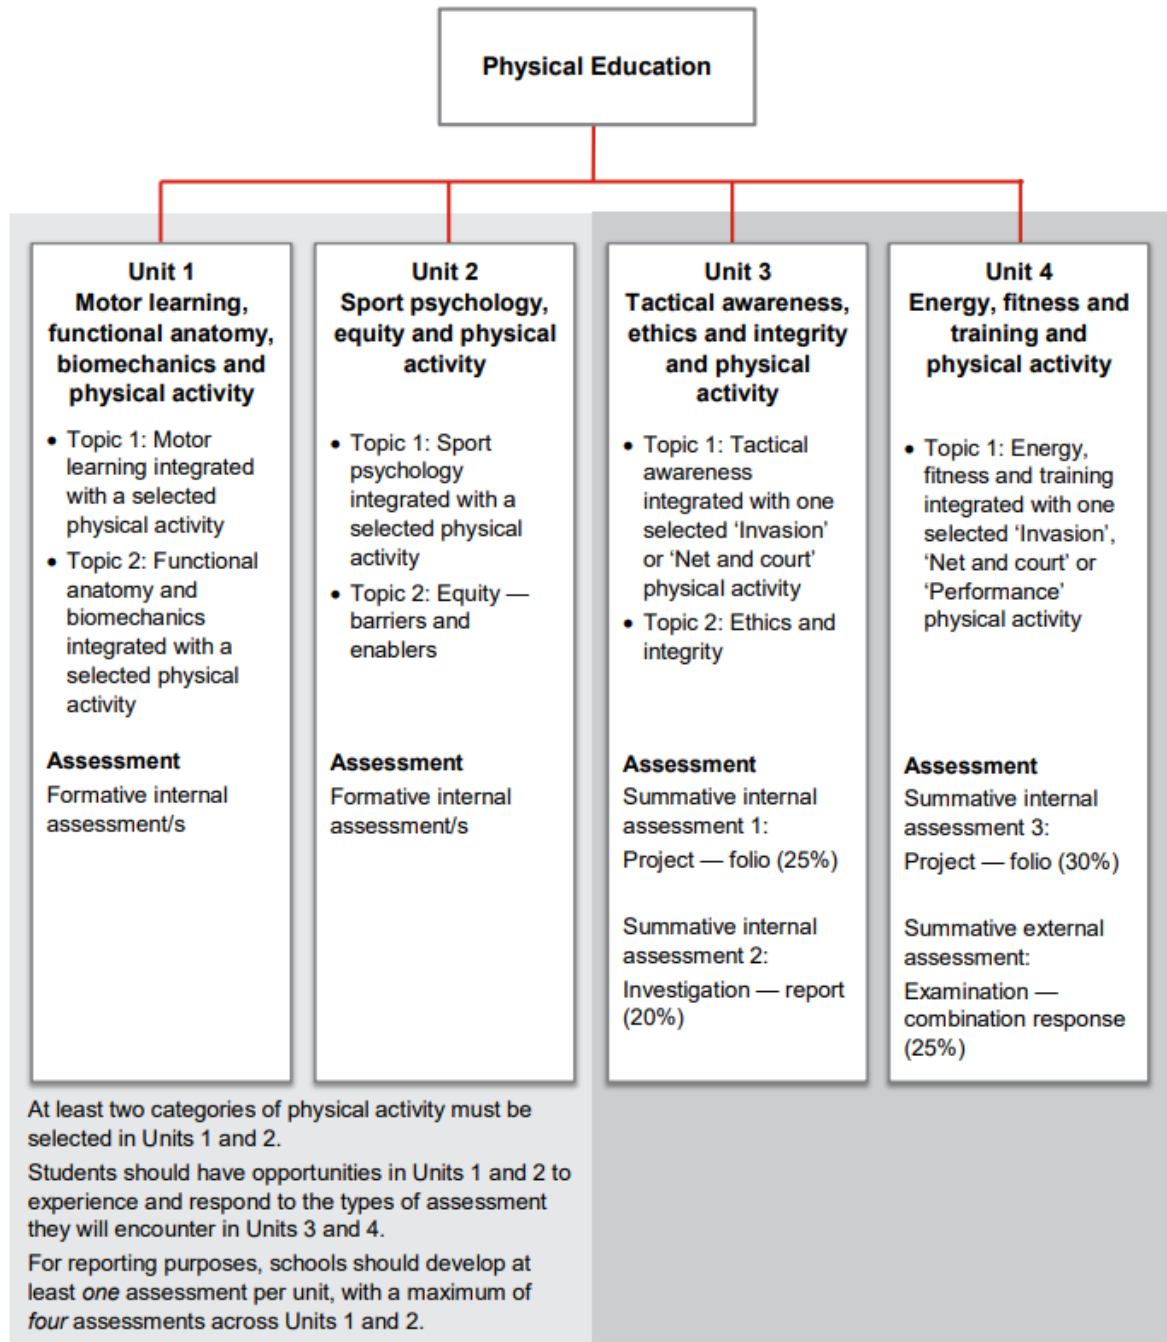 Physical Education
Unit 1
Motor learning,
functional anatomy,
biomechanics and
physical activity
• Topic 1: Motor
learning integrated
with a selected
physical activity
• Topic 2: Functional
anatomy and
biomechanics
integrated with a
selected physical
activity
Assessment
Formative internal
assessment/s
Unit 2
Sport psychology,
equity and physical
activity
• Topic 1: Sport
psychology
integrated with a
selected physical
activity
• Topic 2: Equity —
barriers and
enablers
Assessment
Formative internal
assessment/s
Unit 3
Tactical awareness,
ethics and integrity
and physical
activity
• Topic 1: Tactical
awareness
integrated with one
selected ‘Invasion’
or ‘Net and court’
physical activity
• Topic 2: Ethics and
integrity
Assessment
Summative internal
assessment 1:
Project — folio (25%)
Summative internal
assessment 2:
Investigation — report
(20%)
Unit 4
Energy, fitness and
training and
physical activity
• Topic 1: Energy,
fitness and training
integrated with one
selected ‘Invasion’,
‘Net and court’ or
‘Performance’
physical activity
Assessment
Summative internal
assessment 3:
Project — folio (30%)
Summative external
assessment:
Examination —
combination response
(25%)
At least two categories of physical activity must be
selected in Units 1 and 2.
Students should have opportunities in Units 1 and 2 to
experience and respond to the types of assessment
they will encounter in Units 3 and 4.
For reporting purposes, schools should develop at
least one assessment per unit, with a maximum of
four assessments across Units 1 and 2.